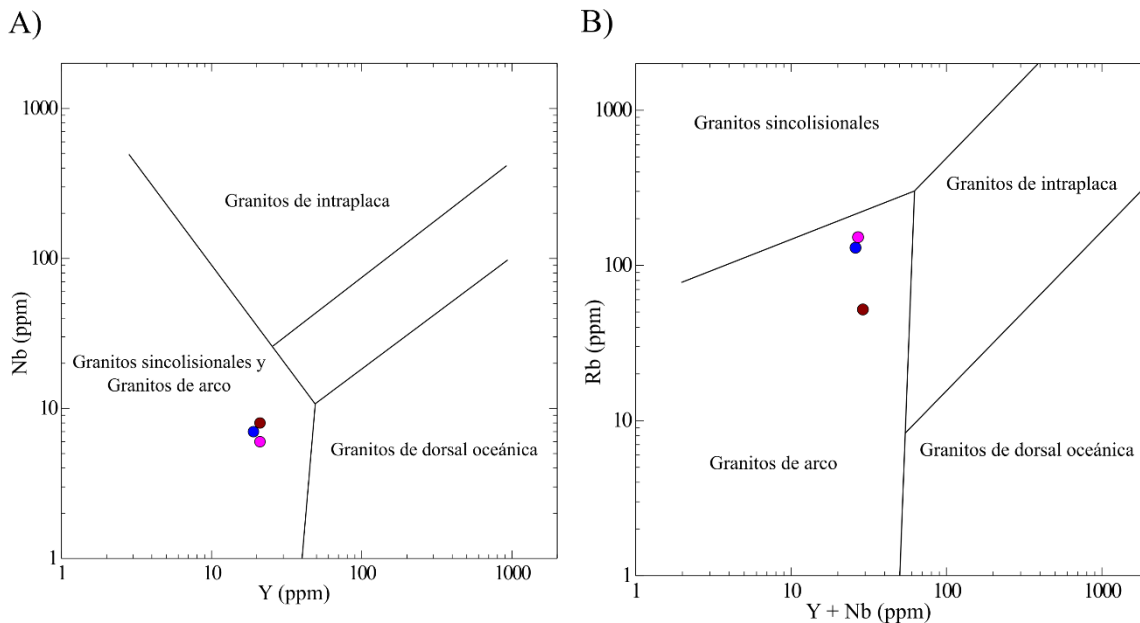 A)
1000
100
10
1
Nb (ppm)
Granitos de intraplaca
Granitos sincolisionales y
Granitos de arco
Granitos de dorsal oceánica
1
10
100
1000
Y (ppm)
B)
1000
100
10
1
Rb (ppm)
Granitos sincolisionales
Granitos de intraplaca
Granitos de arco
Granitos de dorsal oceánica
1
10
100
1000
Y + Nb (ppm)